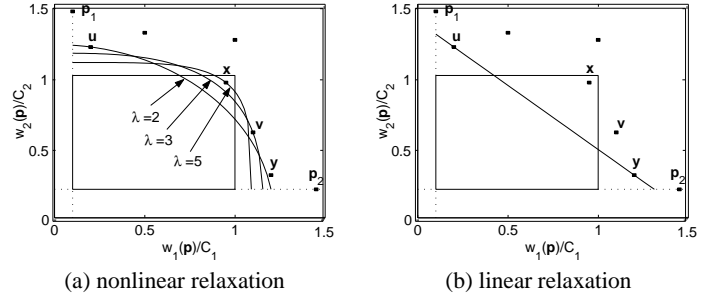 1.5
p₁
u
x
1
w₂(p)/C₂
λ =2
λ =3
λ =5
v
0.5
y
p₂
0
0
0.5
1
1.5
w₁(p)/C₁
(a) nonlinear relaxation
1.5
p₁
u
x
1
w₂(p)/C₂
v
0.5
y
p₂
0
0
0.5
1
1.5
w₁(p)/C₁
(b) linear relaxation